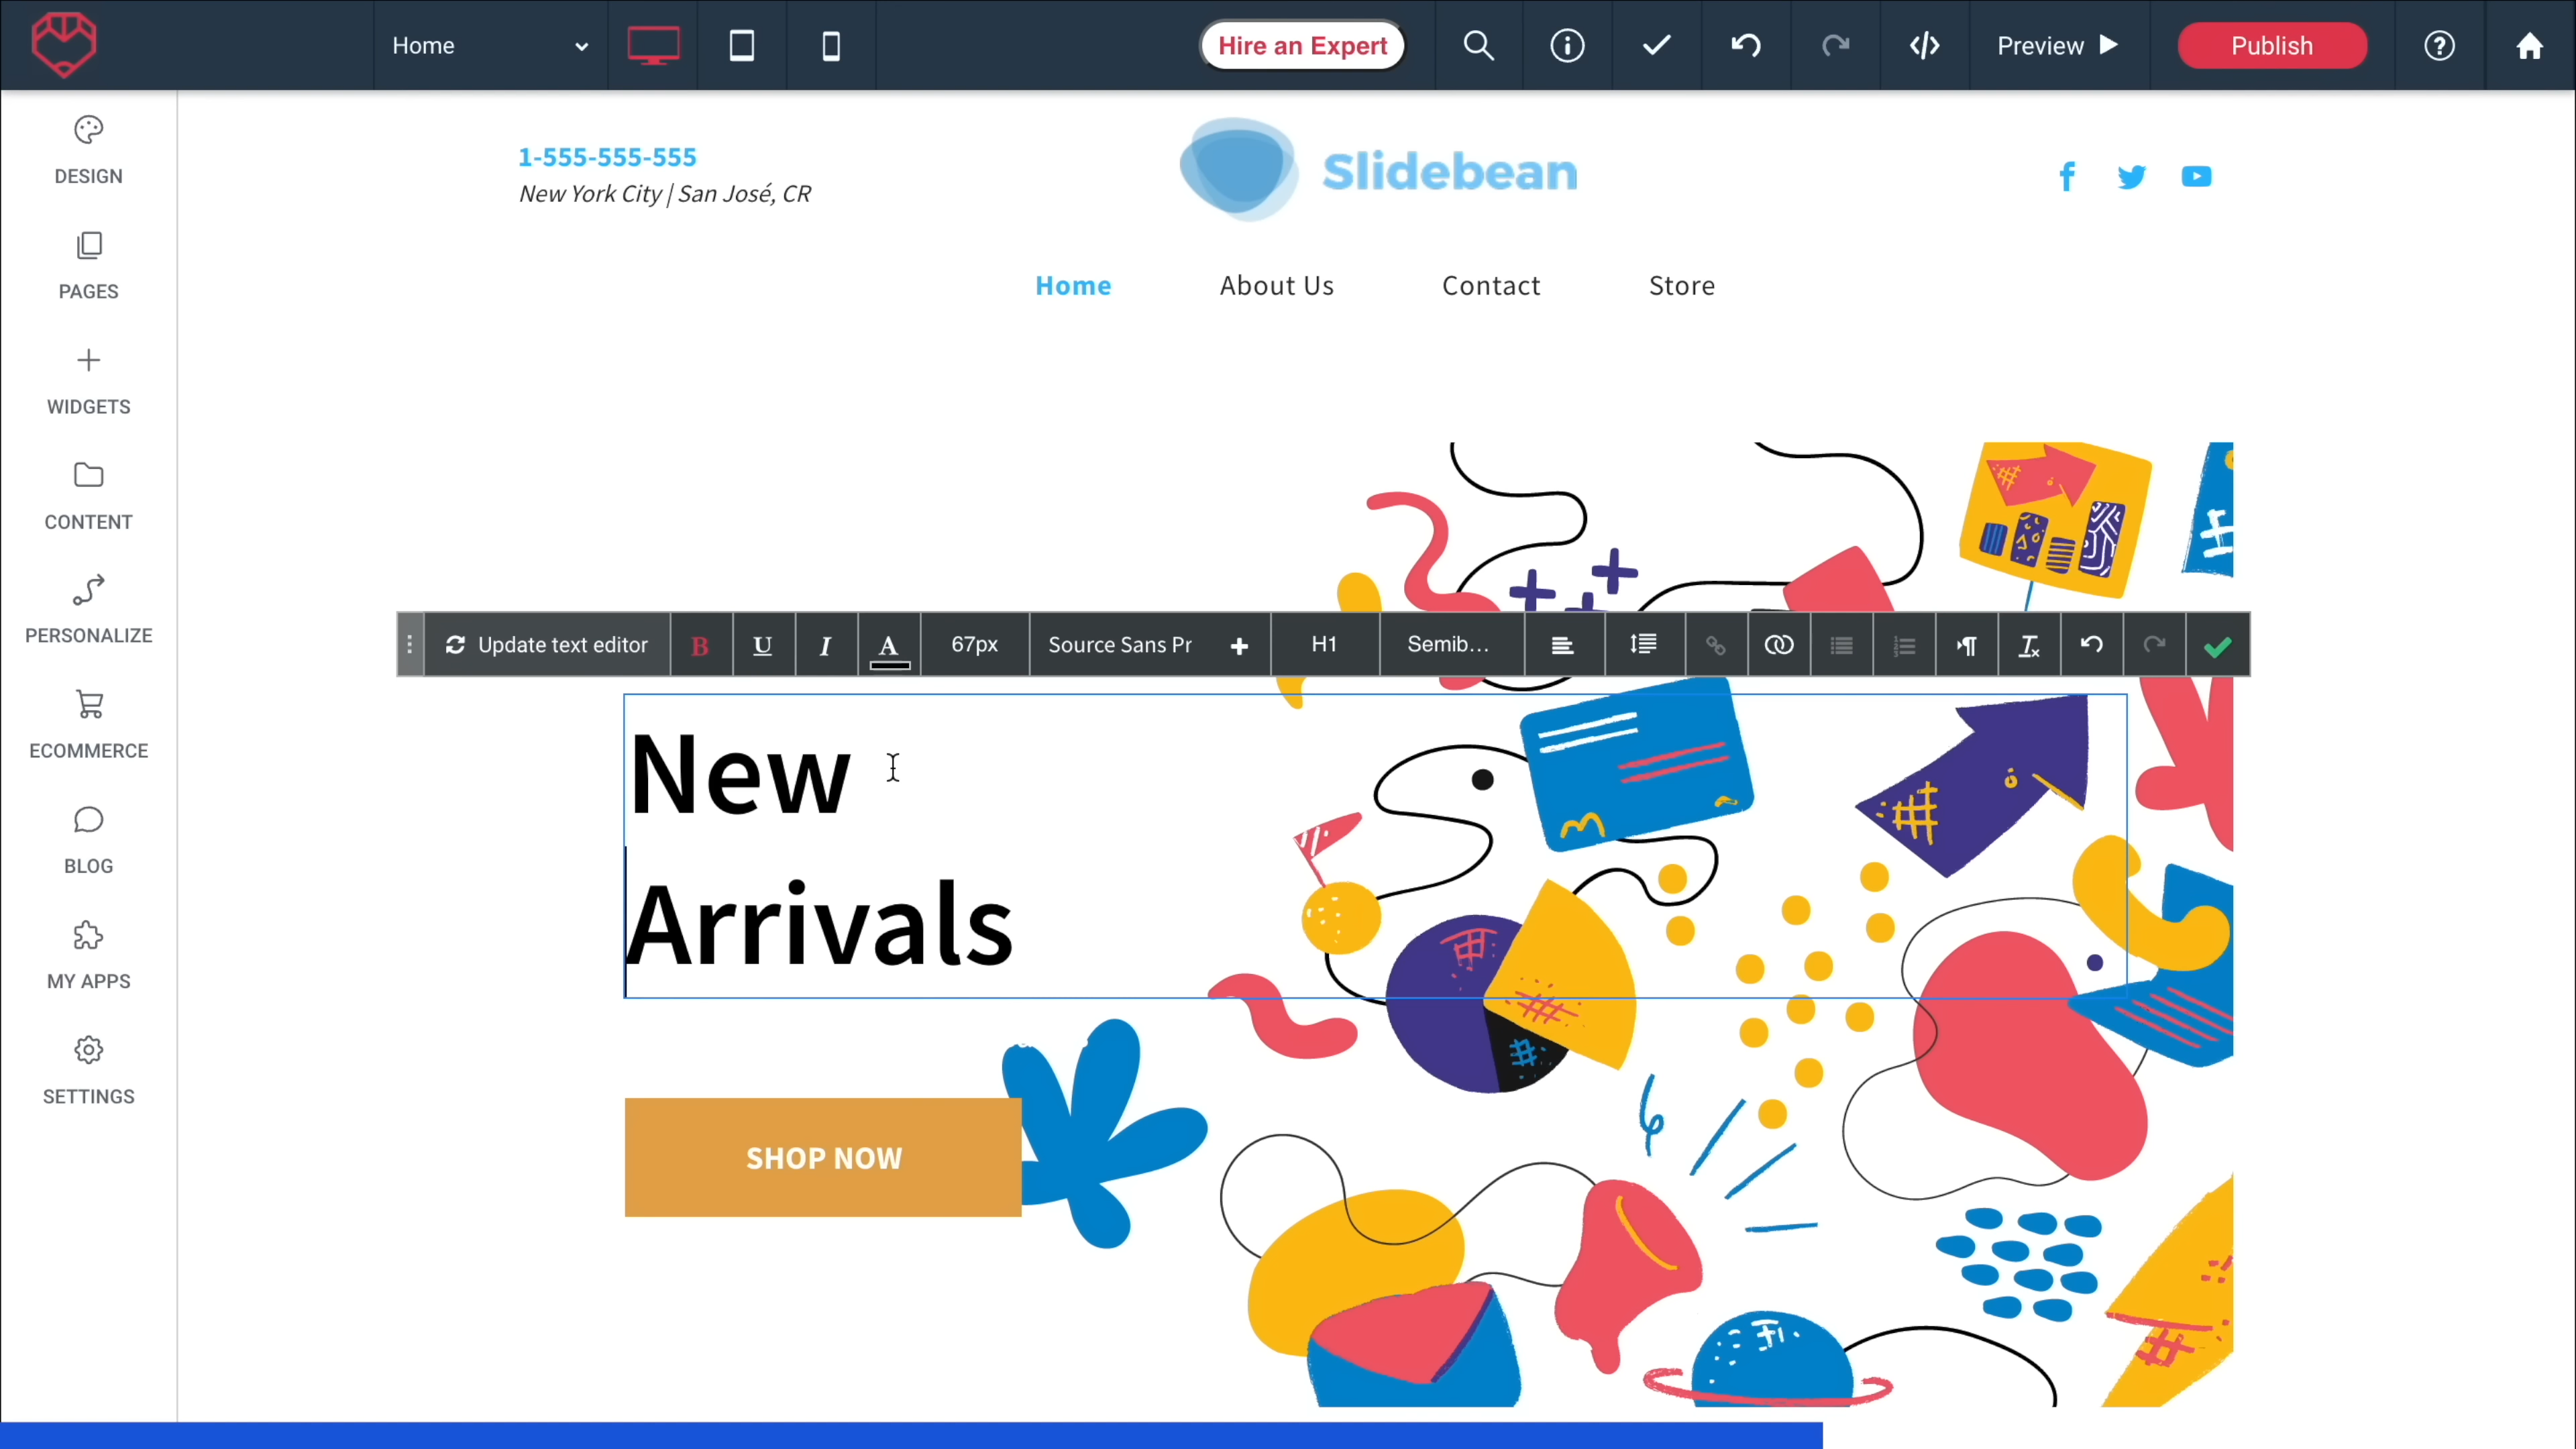 Home
Hire an Expert
Preview
Publish
DESIGN
PAGES
WIDGETS
CONTENT
PERSONALIZE
ECOMMERCE
BLOG
MY APPS
SETTINGS
1-555-555-555
New York City | San José, CR
Slidebean
Home
About Us
Contact
Store
Update text editor
B
U
I
A
67px
Source Sans Pr
H1
Semib...
New
Arrivals
SHOP NOW